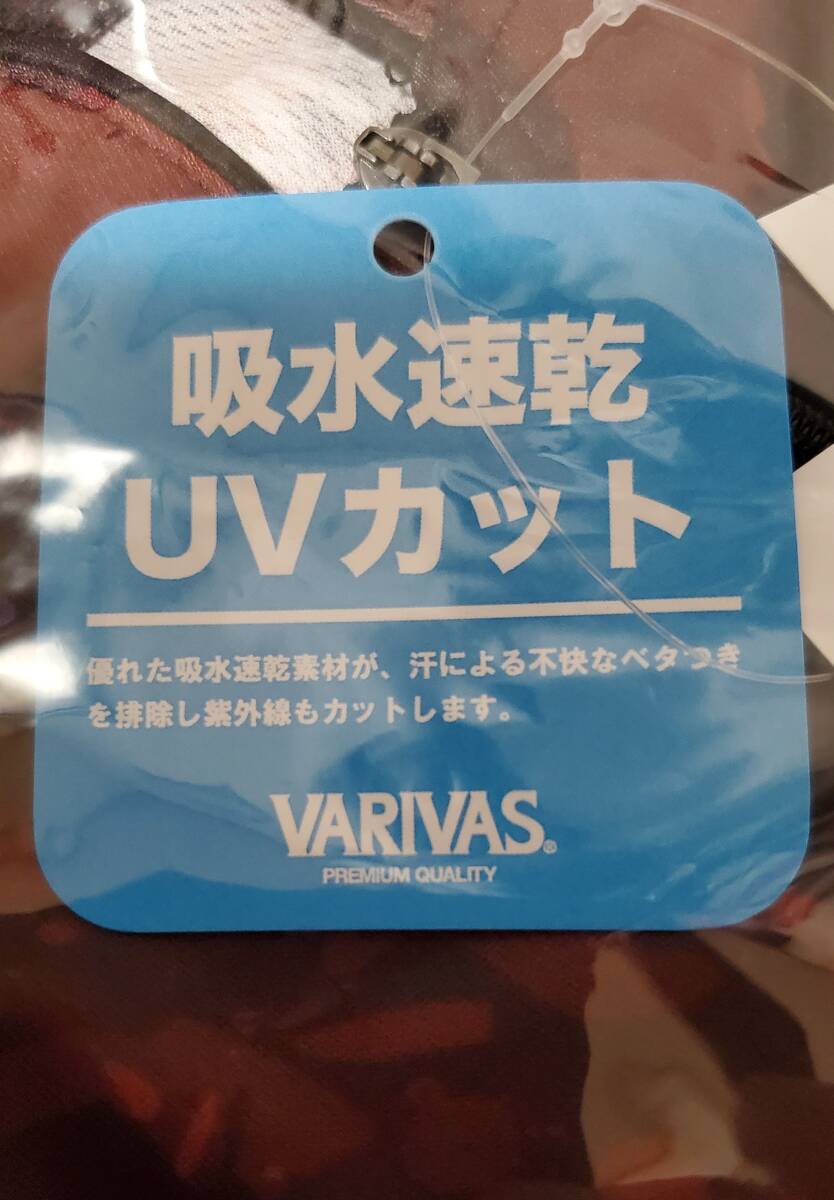 吸水速乾
UVカット
優れた吸水速乾素材が、汗による不快なベタつき
を排除し紫外線もカットします。
VARIVAS®
PREMIUM QUALITY